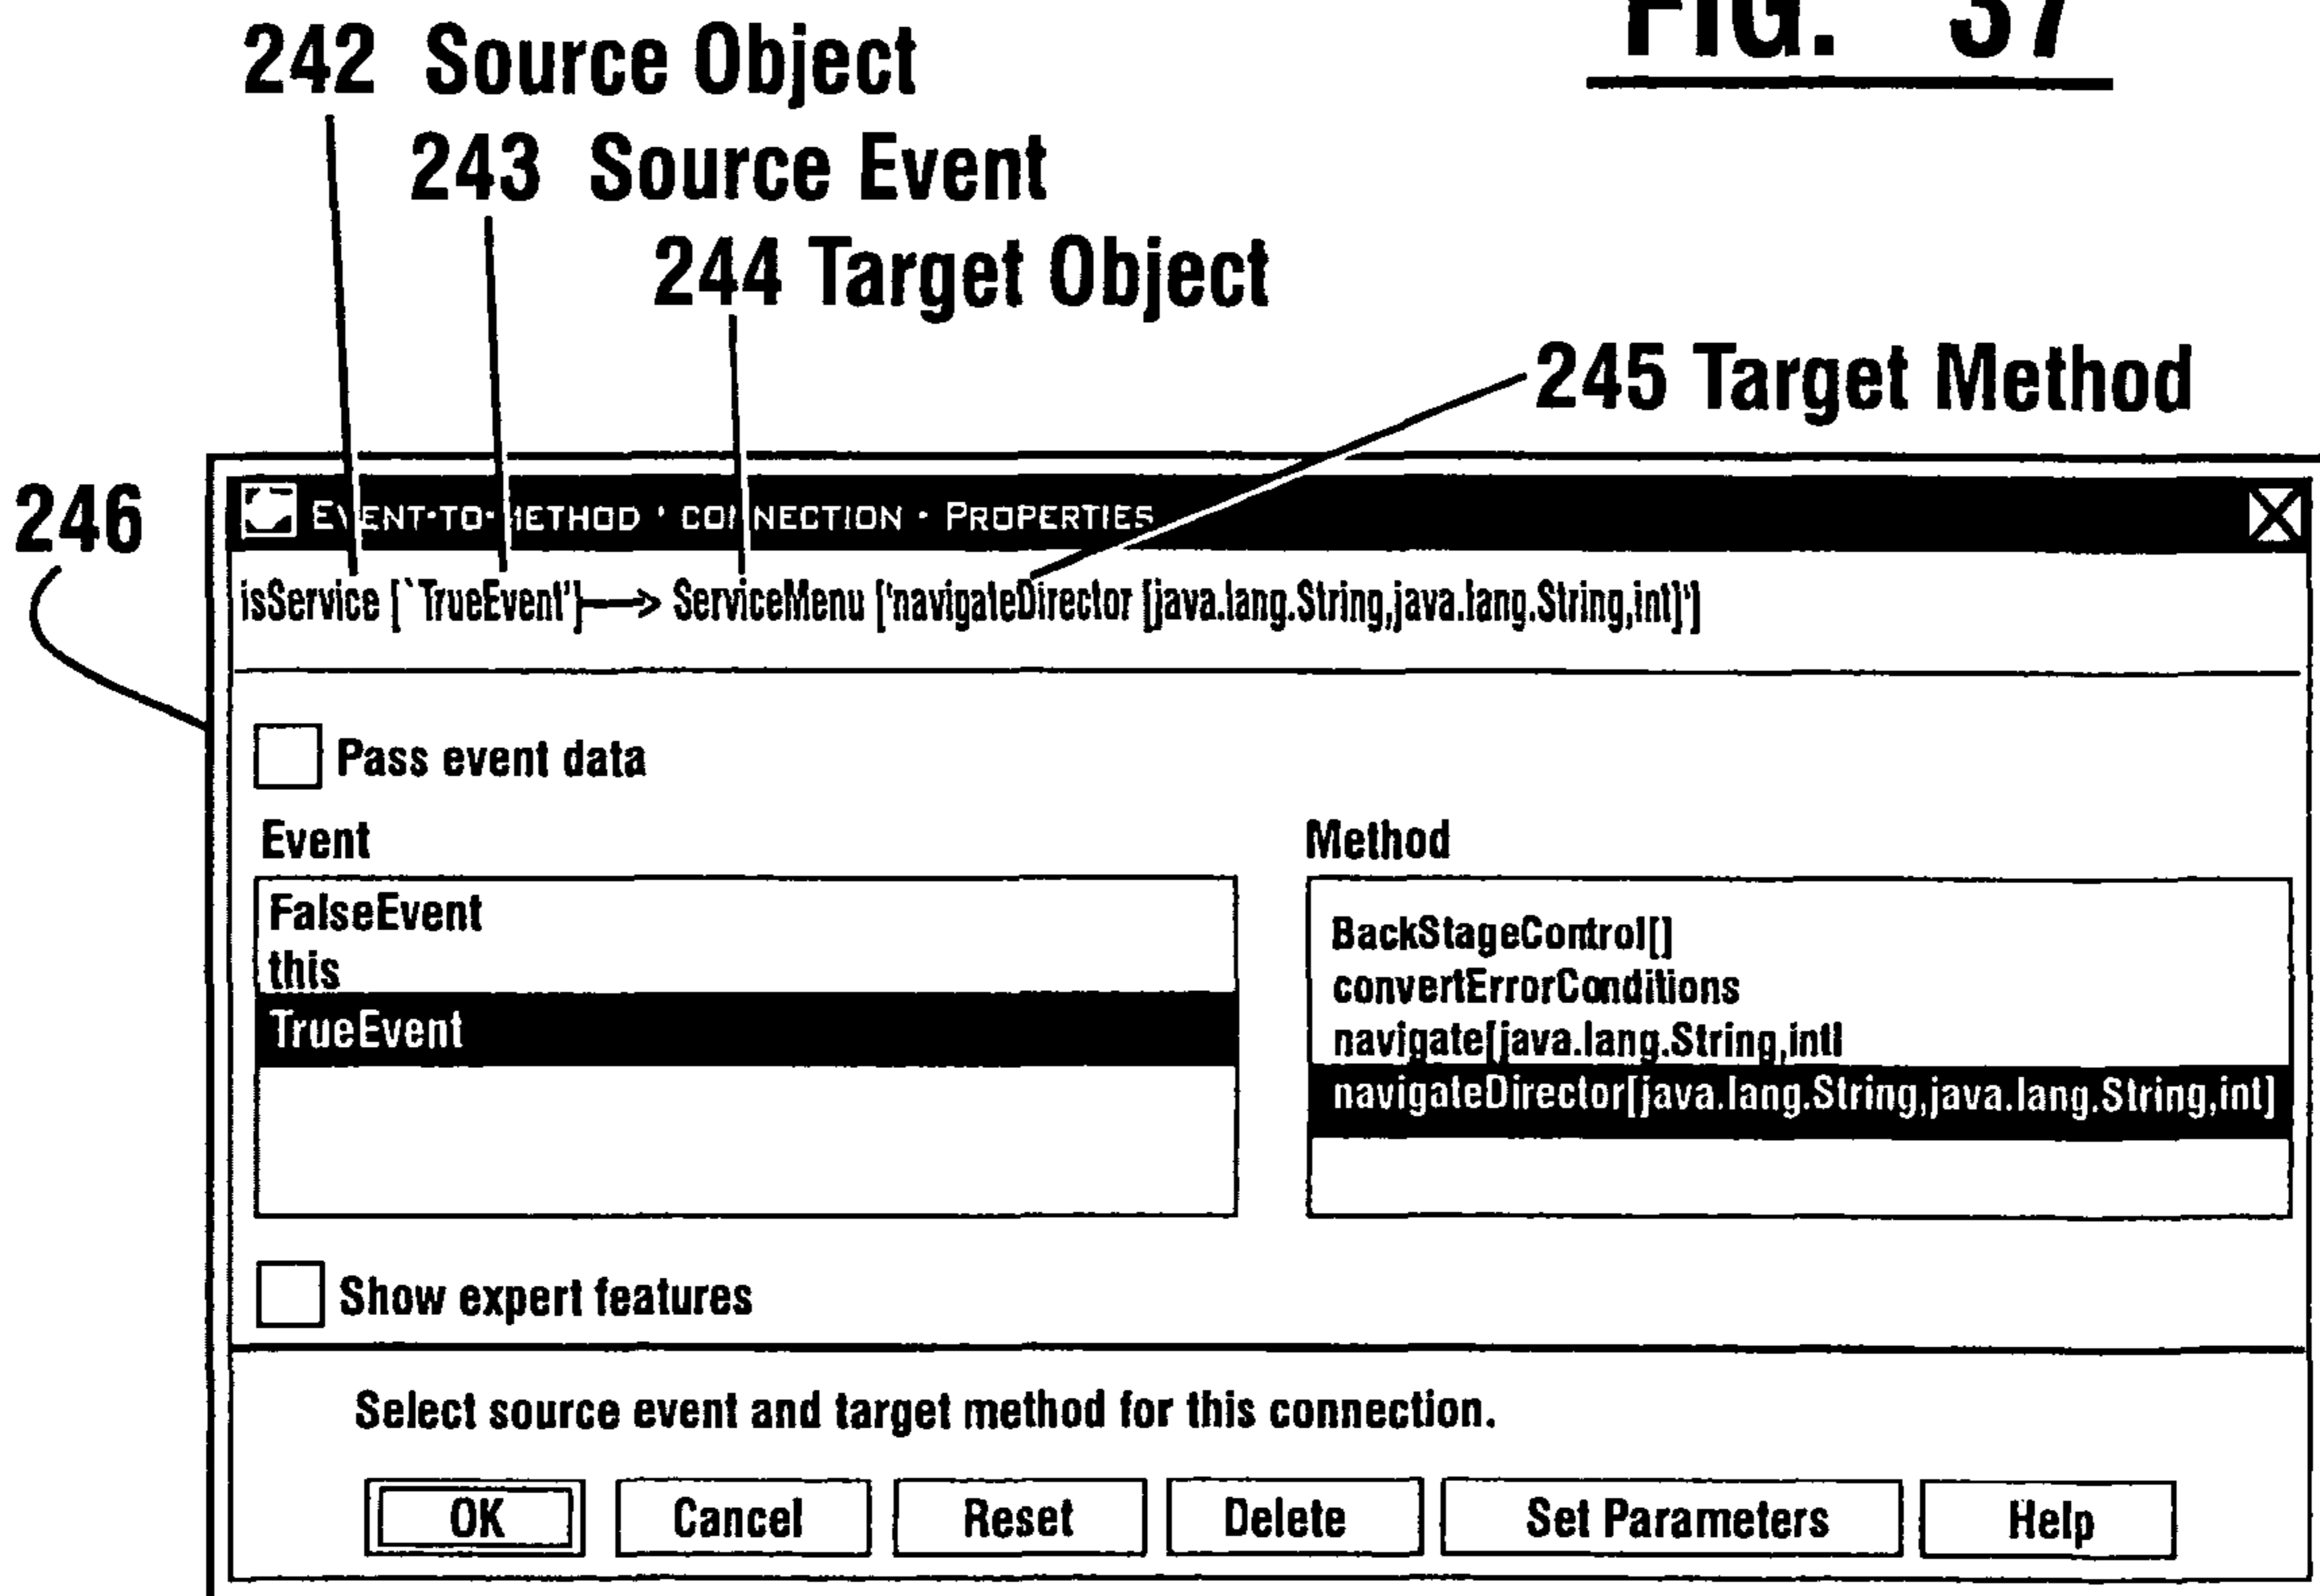 FIG. 37
242 Source Object
243 Source Event
244 Target Object
245 Target Method
246
EVENT-TO-METHOD · CONNECTION - PROPERTIES
isService [`TrueEvent']—> ServiceMenu ['navigateDirector [java.lang.String,java.lang.String,int]']
Pass event data
Event
FalseEvent
this
TrueEvent
Method
BackStageControl[]
convertErrorConditions
navigate[java.lang.String,int]
navigateDirector[java.lang.String,java.lang.String,int]
Show expert features
Select source event and target method for this connection.
OK Cancel Reset Delete Set Parameters Help